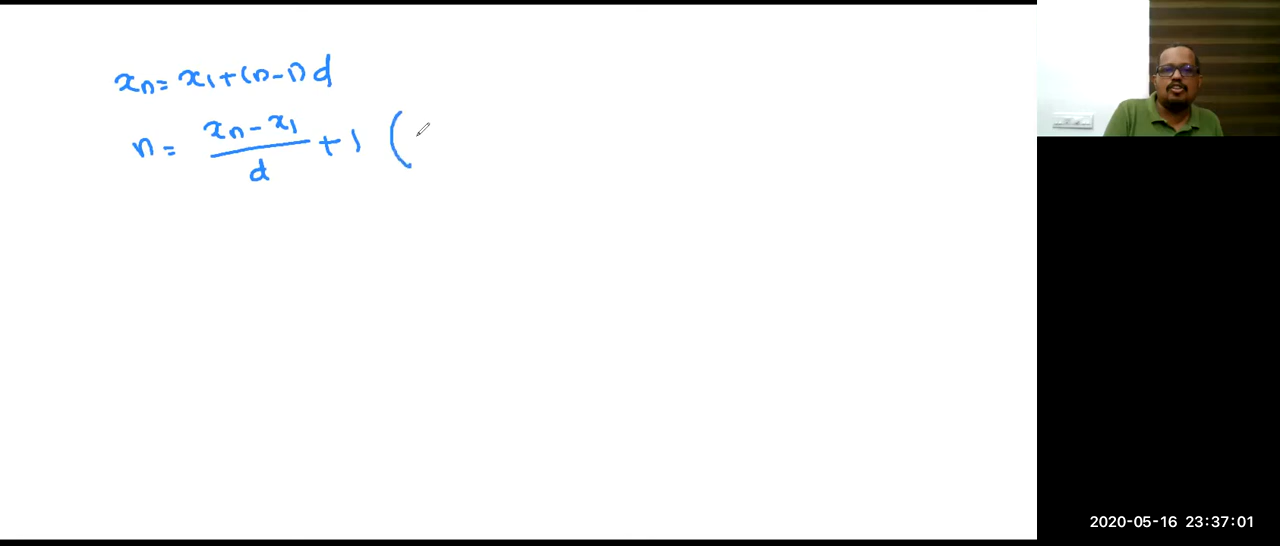 xn = x1 + (n-1) d
n = (xn - x1)/d + 1 (
2020-05-16 23:37:01